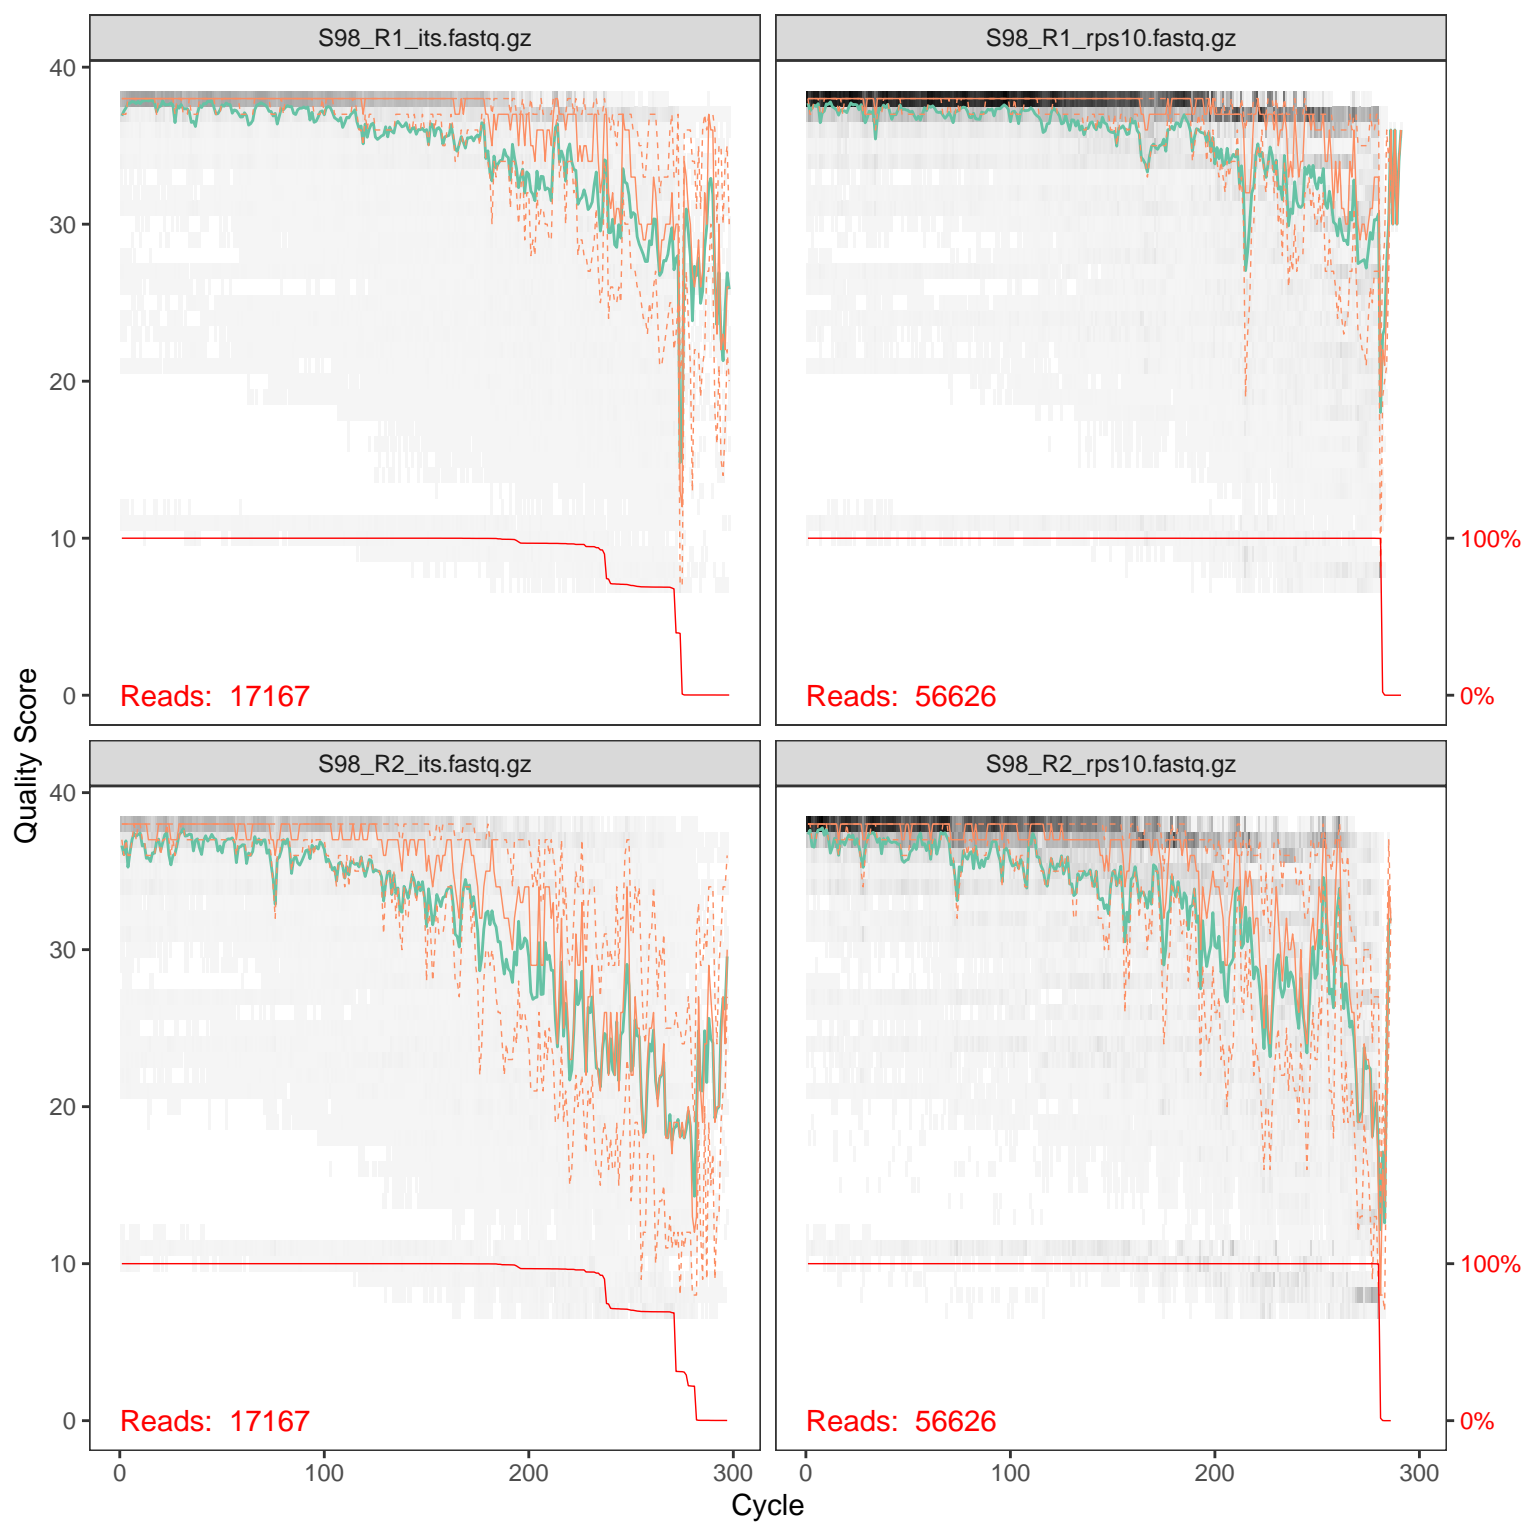 S98_R1_its.fastq.gz
S98_R1_rps10.fastq.gz
40
30
20
10
0
100%
0%
Reads: 17167
Reads: 56626
Quality Score
S98_R2_its.fastq.gz
S98_R2_rps10.fastq.gz
40
30
20
10
0
100%
0%
Reads: 17167
Reads: 56626
0
100
200
300
0
100
200
300
Cycle